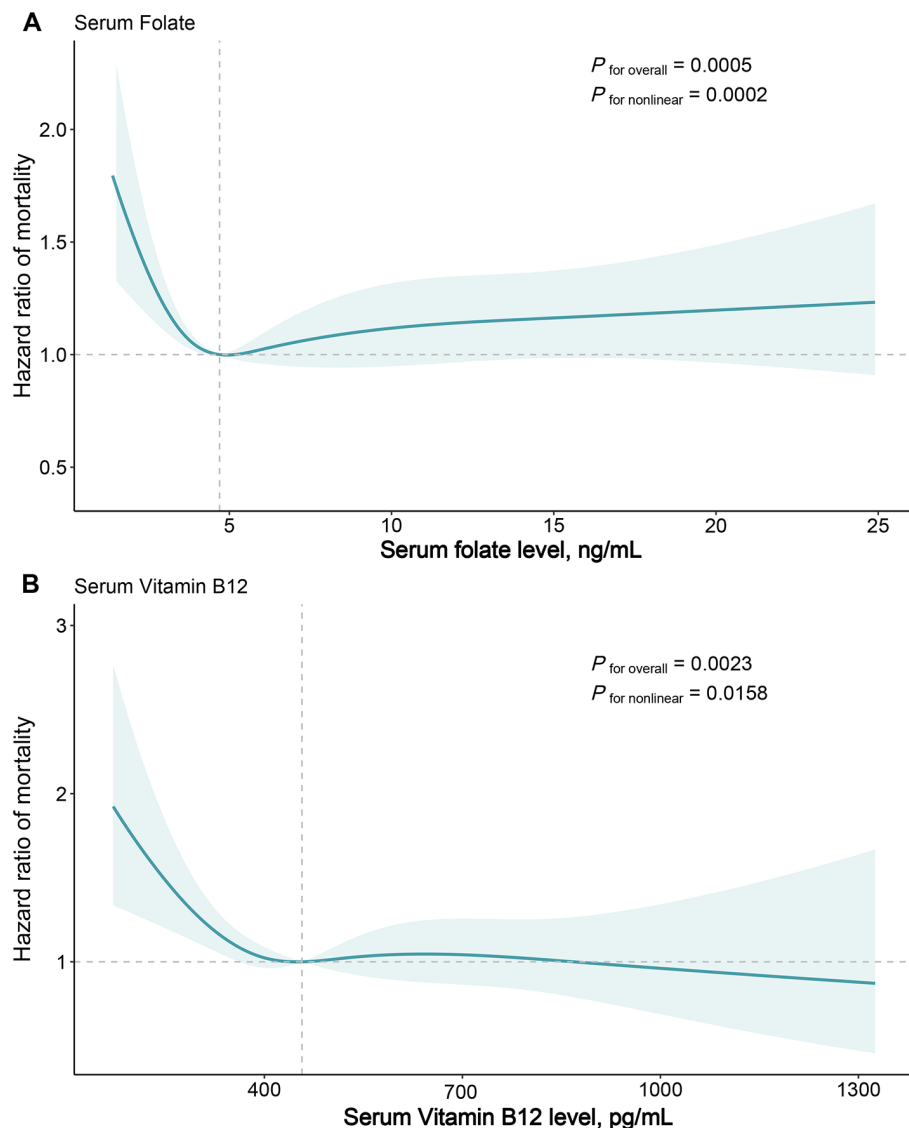 A
Serum Folate
P for overall = 0.0005
P for nonlinear = 0.0002
Hazard ratio of mortality
2.0
1.5
1.0
0.5
5 10 15 20 25
Serum folate level, ng/mL
B
Serum Vitamin B12
P for overall = 0.0023
P for nonlinear = 0.0158
Hazard ratio of mortality
3
2
1
400 700 1000 1300
Serum Vitamin B12 level, pg/mL